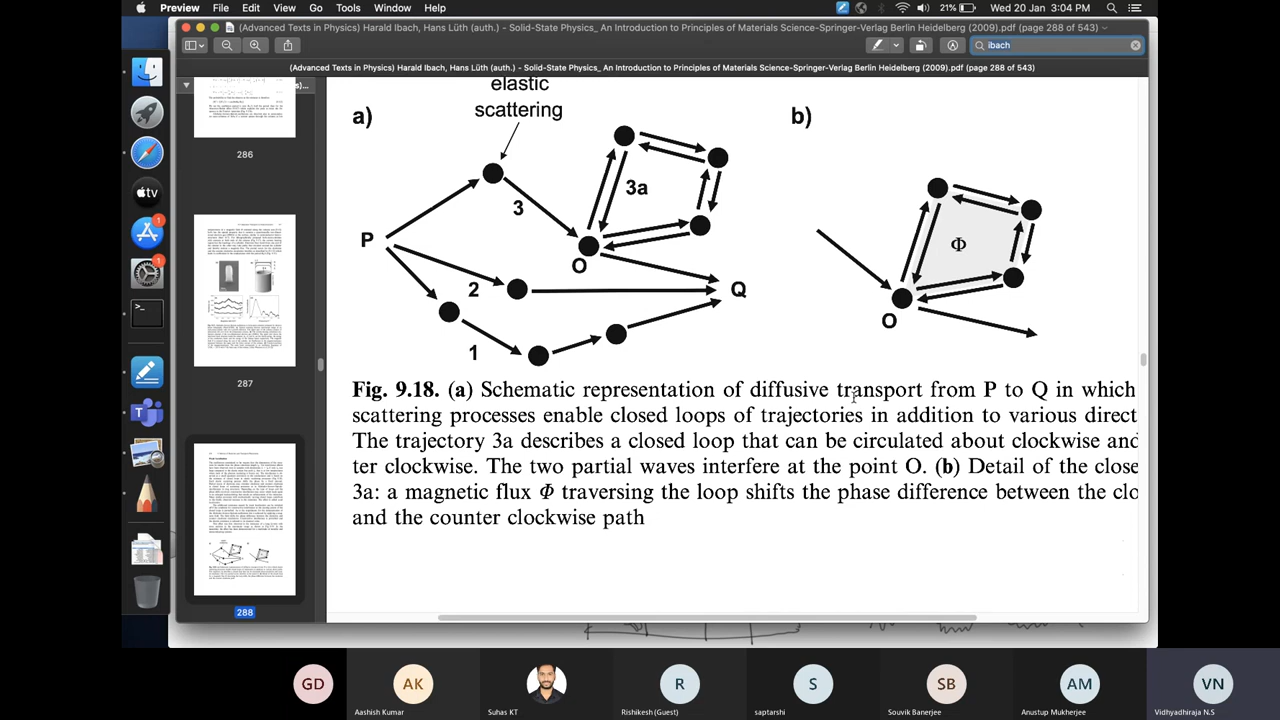 Preview File Edit View Go Tools Window Help 21% Wed 20 Jan 3:04 PM
(Advanced Texts in Physics) Harald Ibach, Hans Lüth (auth.) - Solid-State Physics_ An Introduction to Principles of Materials Science-Springer-Verlag Berlin Heidelberg (2009).pdf (page 288 of 543)
ibach
(Advanced Texts in Physics) Harald Ibach, Hans Lüth (auth.) - Solid-State Physics_ An Introduction to Principles of Materials Science-Springer-Verlag Berlin Heidelberg (2009).pdf (page 288 of 543)
286
287
288
tv
1
1
a)
elastic
scattering
b)
3a
3
P
O
2
Q
1
Φ
O
Fig. 9.18. (a) Schematic representation of diffusive transport from P to Q in which
scattering processes enable closed loops of trajectories in addition to various direct
The trajectory 3a describes a closed loop that can be circulated about clockwise and
ter clockwise. The two partial waves interfere at the point O, (b) Detail of the close
3a: a magnetic flux Φ traversing the loop shifts the phase difference between the clo
and the counter clockwise path
GD
AK
R
S
SB
AM
VN
Aashish Kumar
Suhas KT
Rishikesh (Guest)
saptarshi
Souvik Banerjee
Anustup Mukherjee
Vidhyadhiraja N.S